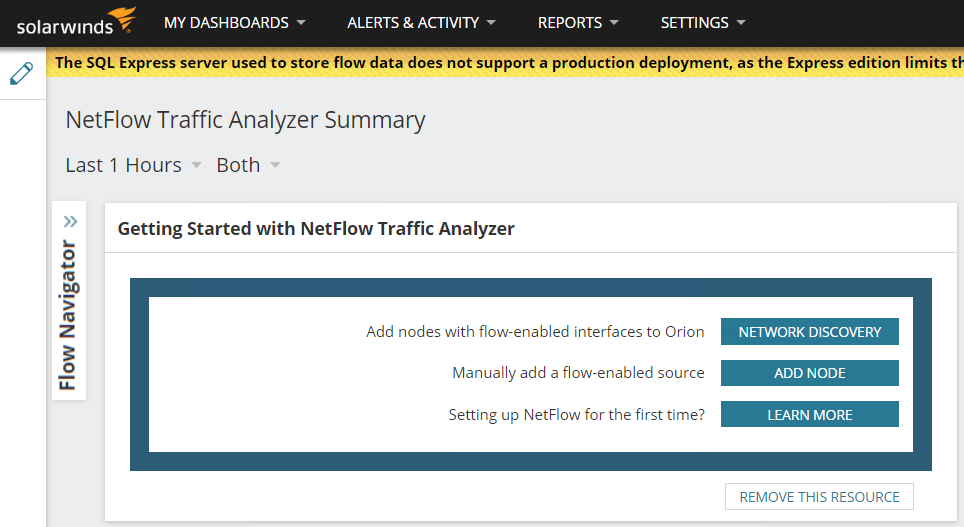 solarwinds MY DASHBOARDS ALERTS & ACTIVITY REPORTS SETTINGS
The SQL Express server used to store flow data does not support a production deployment, as the Express edition limits
NetFlow Traffic Analyzer Summary
Last 1 Hours Both
Flow Navigator
Getting Started with NetFlow Traffic Analyzer
Add nodes with flow-enabled interfaces to Orion NETWORK DISCOVERY
Manually add a flow-enabled source ADD NODE
Setting up NetFlow for the first time? LEARN MORE
REMOVE THIS RESOURCE